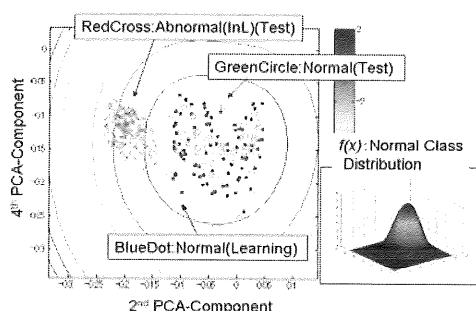 RedCross:Abnormal(InL)(Test)
GreenCircle:Normal(Test)
f(x):Normal Class
Distribution
BlueDot:Normal(Learning)
4th PCA-Component
2nd PCA-Component